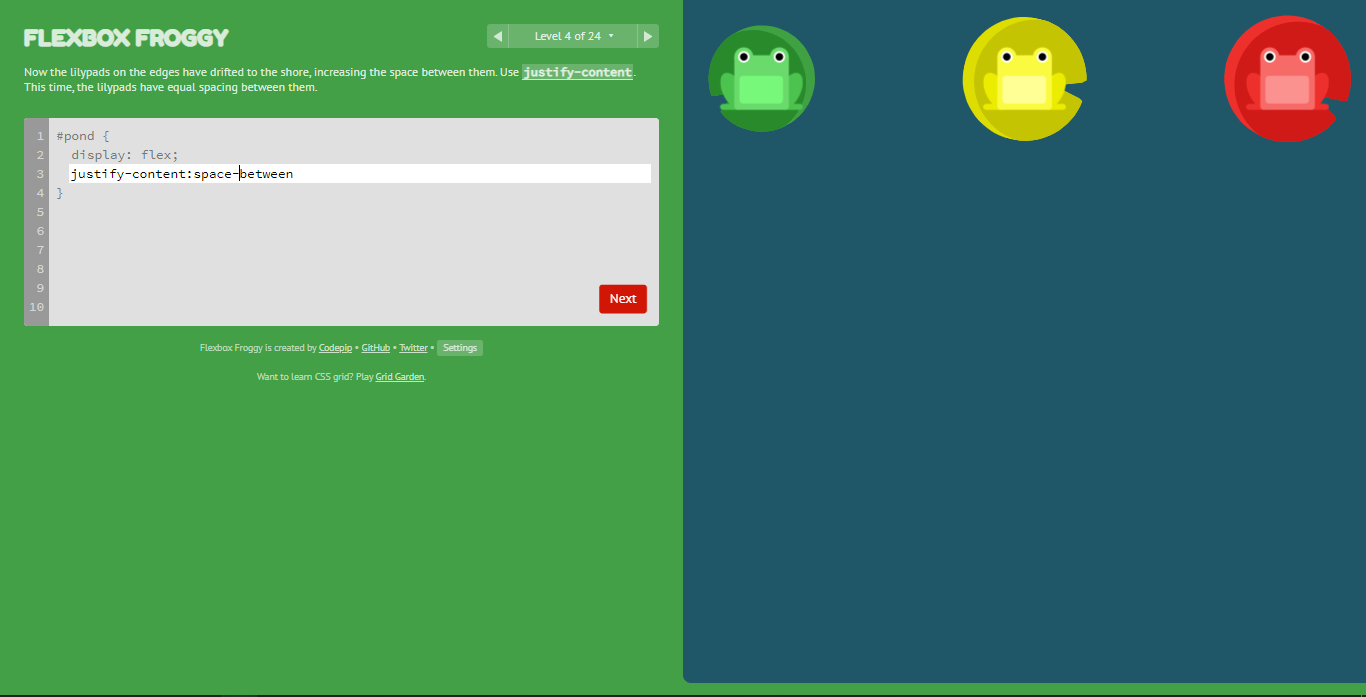 FLEXBOX FROGGY
◀ Level 4 of 24 ▾ ▶
Now the lilypads on the edges have drifted to the shore, increasing the space between them. Use justify-content.
This time, the lilypads have equal spacing between them.
1 #pond {
2 display: flex;
3 justify-content:space-between
4 }
5
6
7
8
9
10
Next
Flexbox Froggy is created by Codepip • GitHub • Twitter • Settings
Want to learn CSS grid? Play Grid Garden.